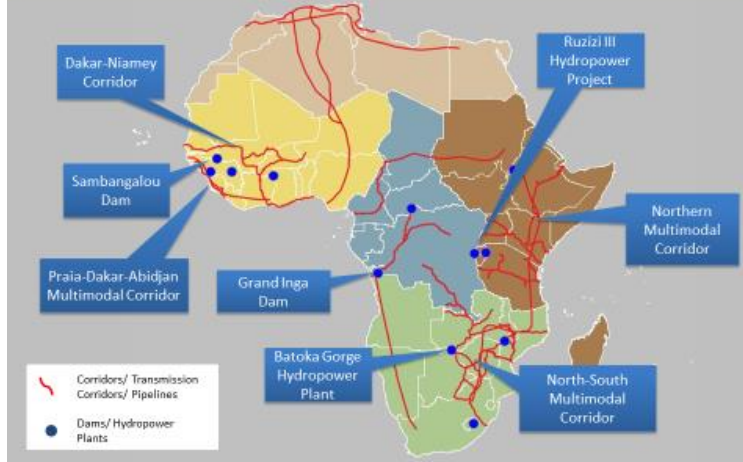 Dakar-Niamey
Corridor
Ruzizi III
Hydropower
Project
Sambangalou
Dam
Northern
Multimodal
Corridor
Praia-Dakar-Abidjan
Multimodal Corridor
Grand Inga
Dam
Batoka Gorge
Hydropower
Plant
North-South
Multimodal
Corridor
Corridors/ Transmission
Corridors/ Pipelines
Dams/ Hydropower
Plants